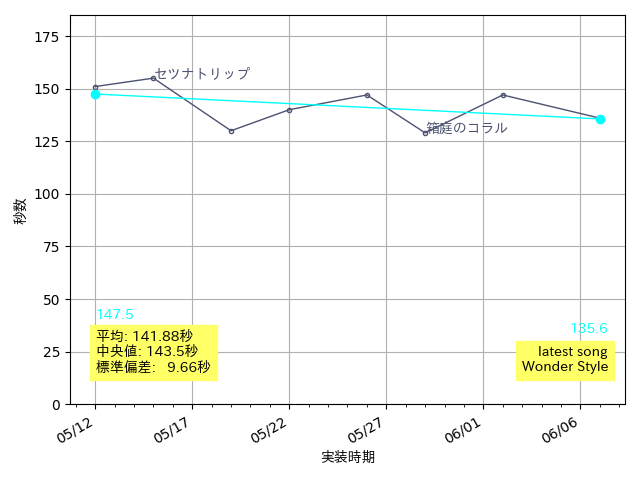 175
150
125
100
75
50
25
0
秒数
セツナトリップ
箱庭のコラル
147.5
平均: 141.88秒
中央値: 143.5秒
標準偏差: 9.66秒
135.6
latest song
Wonder Style
05/12
05/17
05/22
05/27
06/01
06/06
実装時期